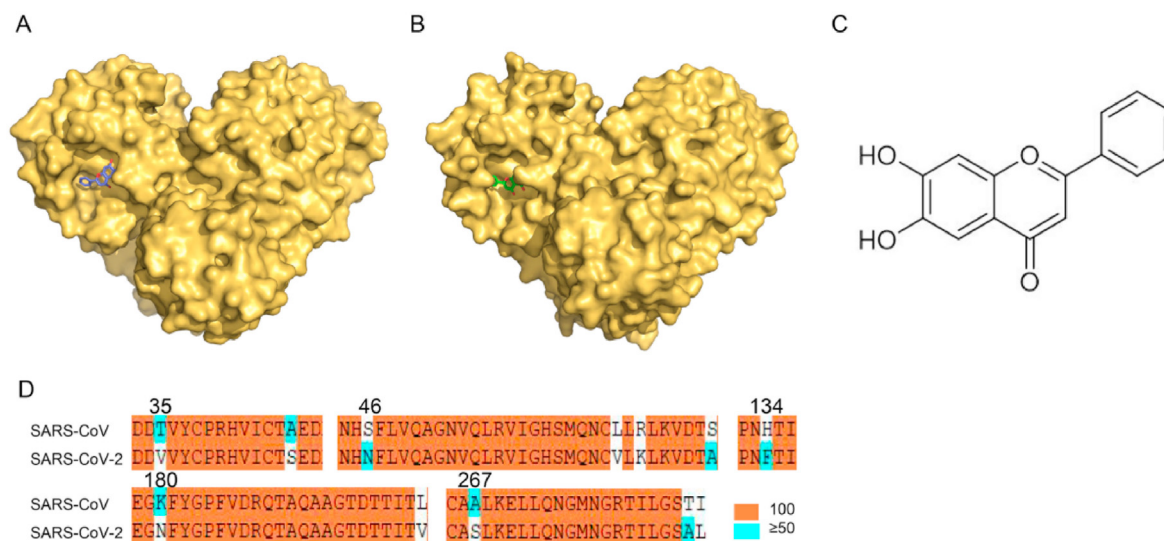 A
B
C
HO
O
HO
O
D
35 46 134
SARS-CoV DDTVYCPRHVICTAED NHSFLVQAGNVQLRVIGHSMQNCLLRLKVDTS PNHTI
SARS-CoV-2 DDVVYCPRHVICTSED NHNFLVQAGNVQLRVIGHSMQNCVLKLKVDTA PNFTI
180 267
SARS-CoV EGKFYGPFVDRQTAQAAGTDTTITL CAALKELLQNGMNGRTILGSTI
SARS-CoV-2 EGNFYGPFVDRQTAQAAGTDTTITV CASLKELLQNGMNGRTILGSAL
100
≥50